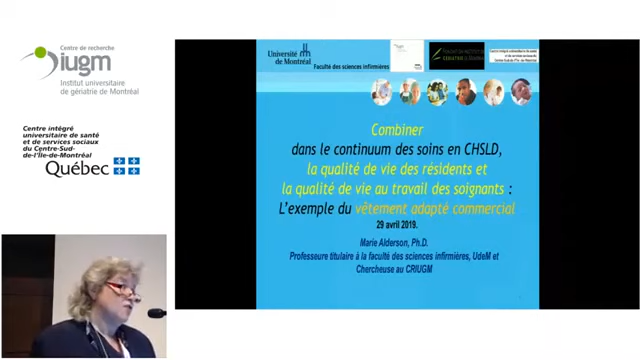 Centre de recherche
iugm
Institut universitaire
de gériatrie de Montréal
Centre intégré
universitaire de santé
et de services sociaux
du Centre-Sud-
de-l'Île-de-Montréal
Québec
Université
de Montréal
Faculté des sciences infirmières
Combiner
dans le continuum des soins en CHSLD,
la qualité de vie des résidents et
la qualité de vie au travail des soignants :
L'exemple du vêtement adapté commercial
29 avril 2019.
Marie Alderson, Ph.D.
Professeure titulaire à la faculté des sciences infirmières, UdeM et
Chercheuse au CRIUGM